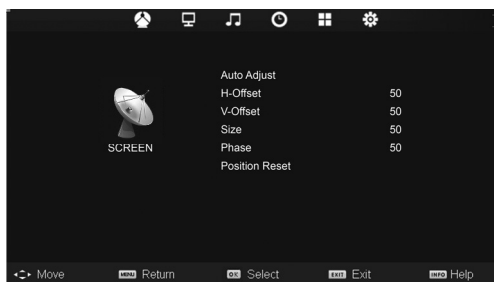 Auto Adjust
H-Offset 50
V-Offset 50
Size 50
Phase 50
Position Reset
SCREEN
Move MENU Return OK Select EXIT Exit INFO Help